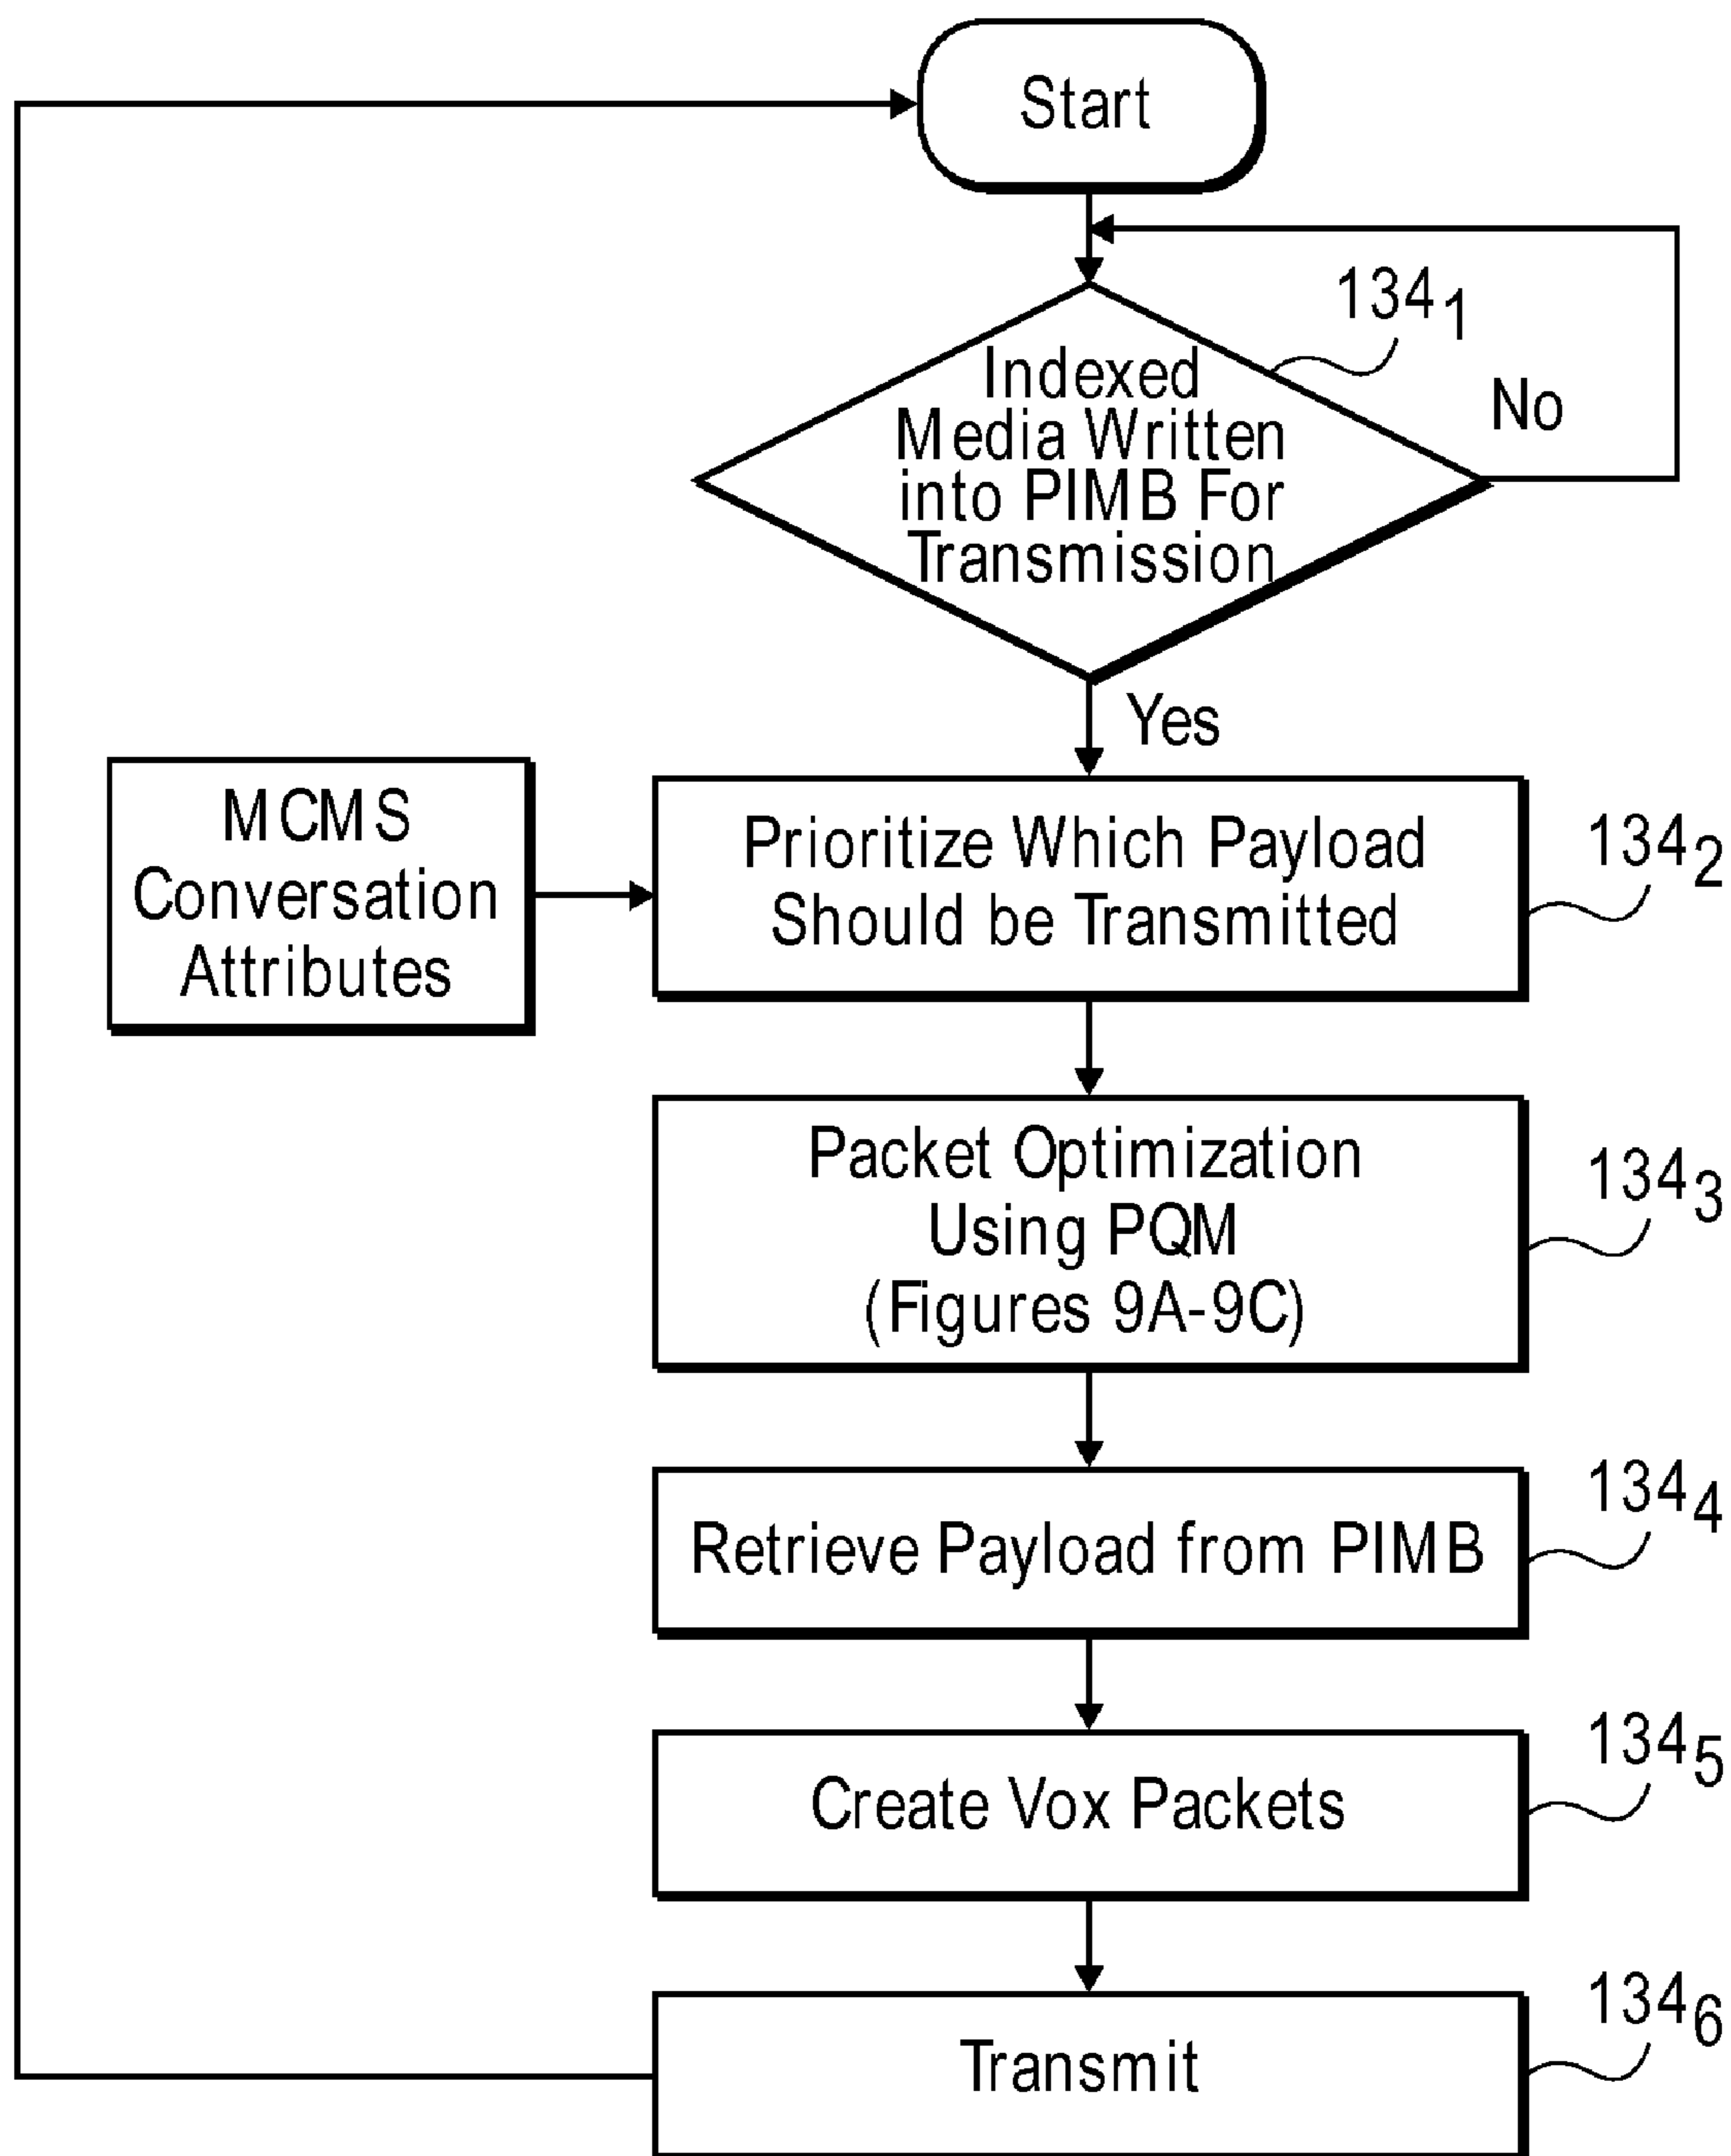 Start
134₁
Indexed
Media Written
into PIMB For
Transmission
No
Yes
MCMS
Conversation
Attributes
Prioritize Which Payload
Should be Transmitted
134₂
Packet Optimization
Using PQM
(Figures 9A-9C)
134₃
Retrieve Payload from PIMB
134₄
Create Vox Packets
134₅
Transmit
134₆